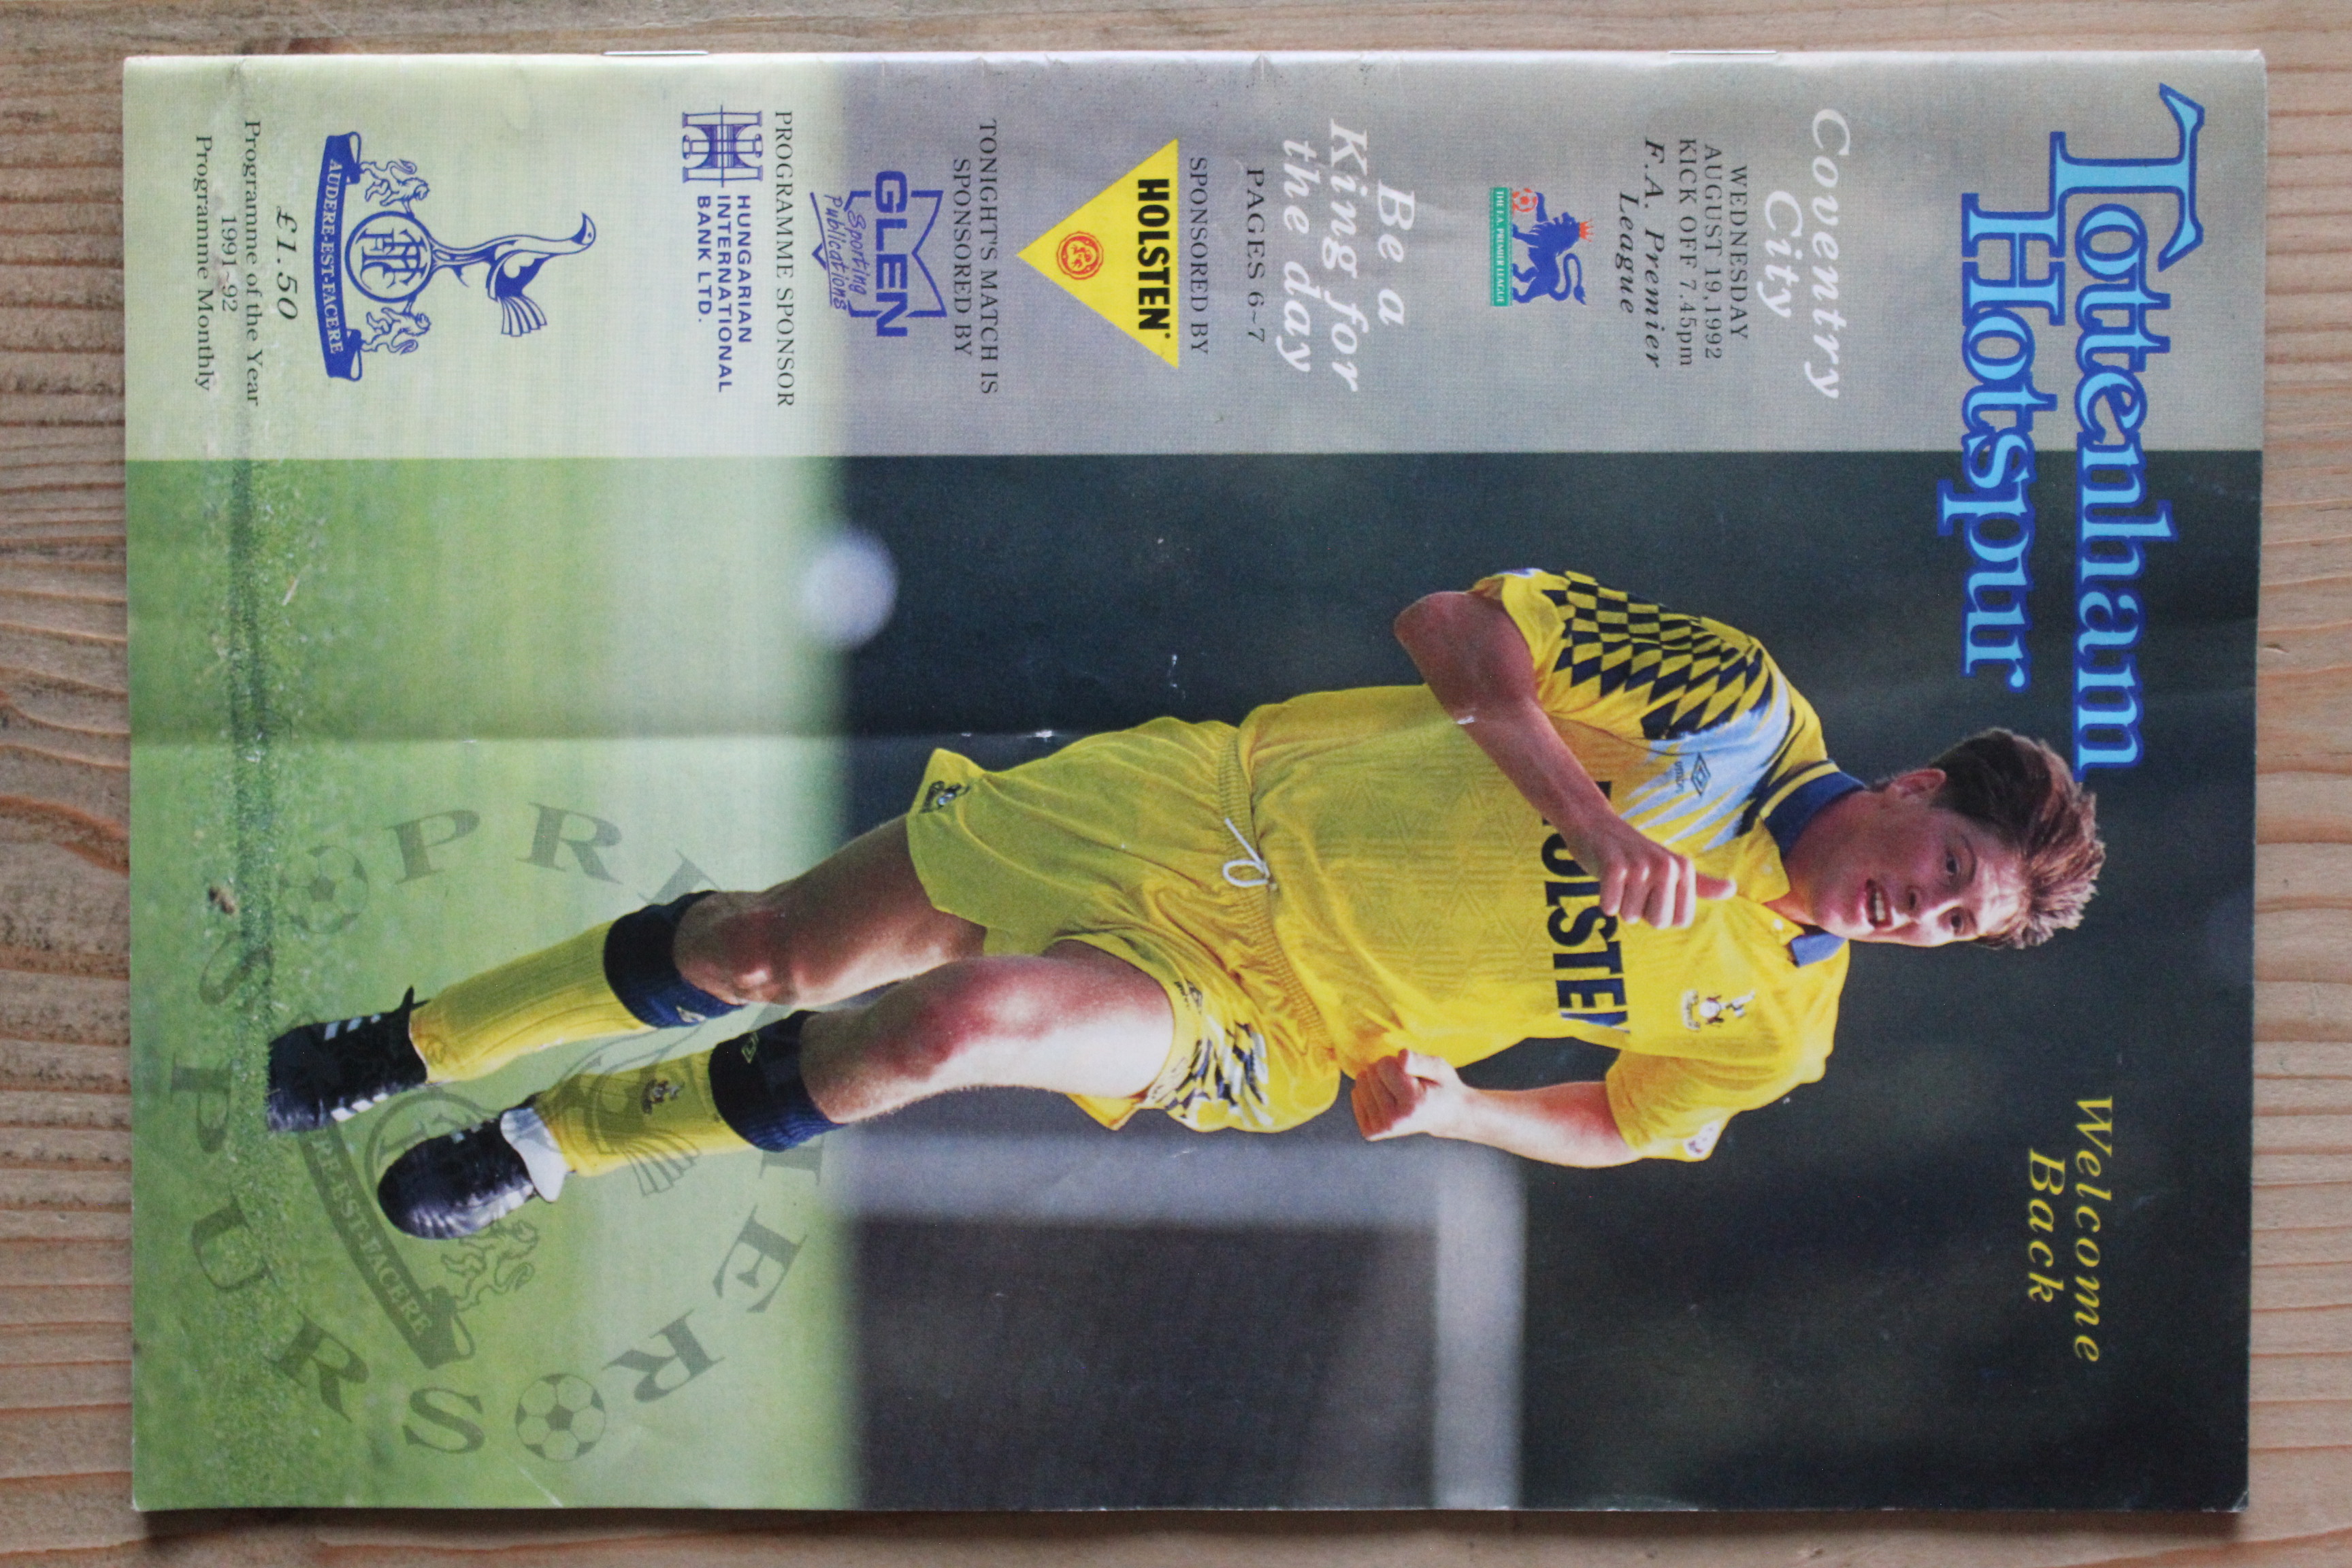 Tottenham
Hotspur
Welcome
Back
Coventry
City
WEDNESDAY
AUGUST 19, 1992
KICK OFF 7.45pm
F.A. Premier
League
THE F.A. PREMIER LEAGUE
Be a
King for
the day
PAGES 6~7
SPONSORED BY
HOLSTEN
TONIGHT'S MATCH IS
SPONSORED BY
GLEN
Sporting
Publications
PROGRAMME SPONSOR
HUNGARIAN
INTERNATIONAL
BANK LTD.
AUDERE·EST·FACERE
£1.50
Programme of the Year
1991~92
Programme Monthly
umbro
HOLSTEN
PREMIER
SPURS